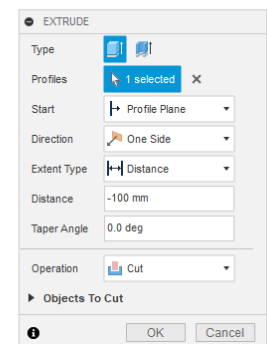 EXTRUDE
Type
Profiles 1 selected
Start Profile Plane
Direction One Side
Extent Type Distance
Distance -100 mm
Taper Angle 0.0 deg
Operation Cut
Objects To Cut
OK Cancel